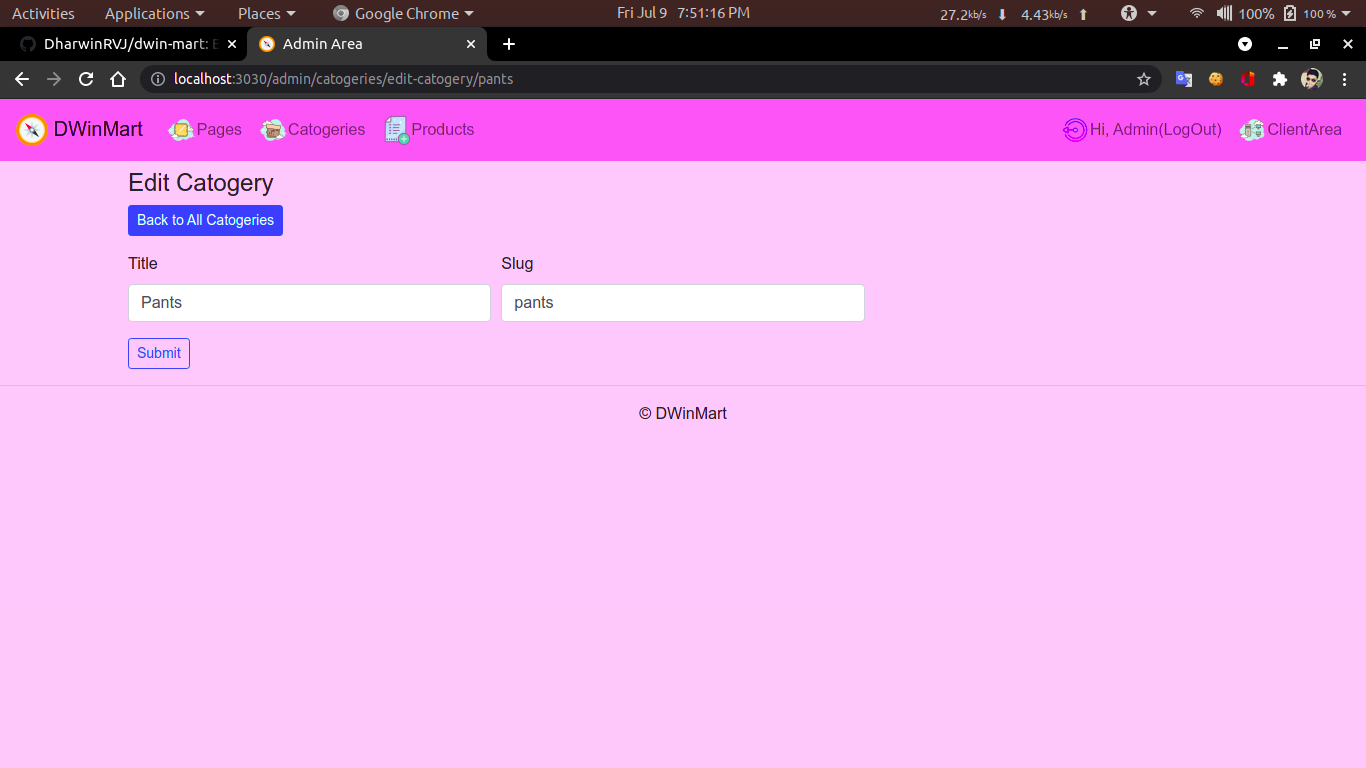 Activities Applications Places Google Chrome Fri Jul 9 7:51:16 PM 27.2kb/s 4.43kb/s 100% 100 %
DharwinRVJ/dwin-mart: Admin Area
localhost:3030/admin/catogeries/edit-catogery/pants
DWinMart Pages Catogeries Products Hi, Admin(LogOut) ClientArea
Edit Catogery
Back to All Catogeries
Title Slug
Pants pants
Submit
© DWinMart